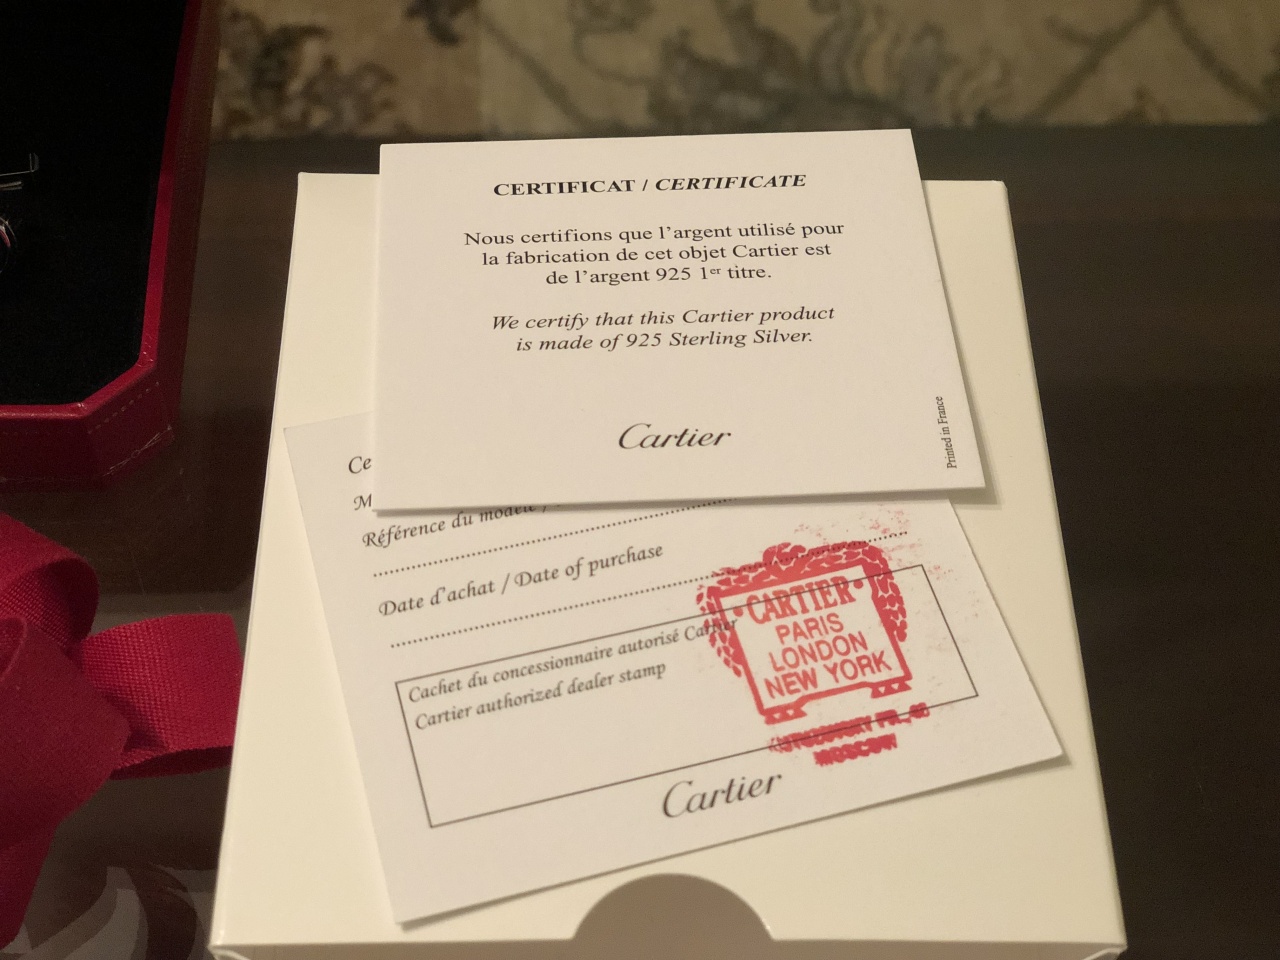 CERTIFICAT / CERTIFICATE
Nous certifions que l'argent utilisé pour
la fabrication de cet objet Cartier est
de l'argent 925 1er titre.
We certify that this Cartier product
is made of 925 Sterling Silver.
Cartier
Printed in France
Référence du modèle /
Date d'achat / Date of purchase
Cachet du concessionnaire autorisé Cartier
Cartier authorized dealer stamp
CARTIER
PARIS
LONDON
NEW YORK
MOSCOW
Cartier